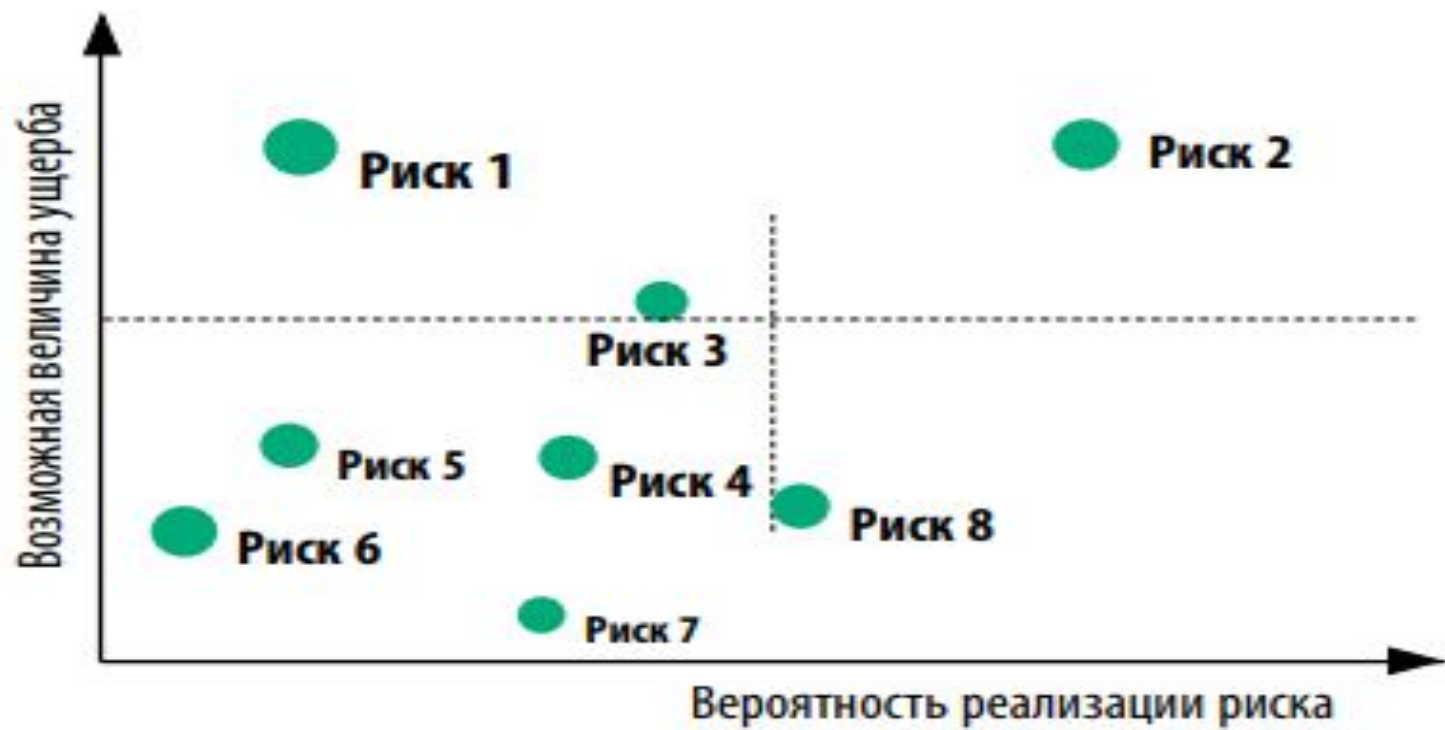 Возможная величина ущерба
Риск 1
Риск 2
Риск 3
Риск 5
Риск 4
Риск 8
Риск 6
Риск 7
Вероятность реализации риска